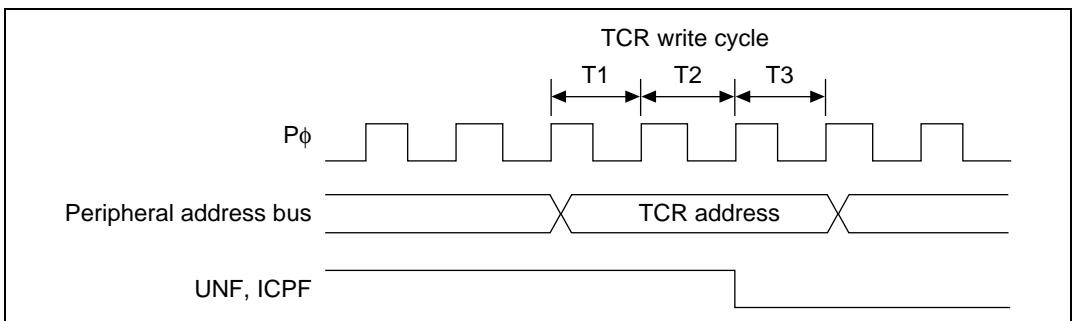 TCR write cycle
T1 T2 T3
Pϕ
Peripheral address bus
TCR address
UNF, ICPF